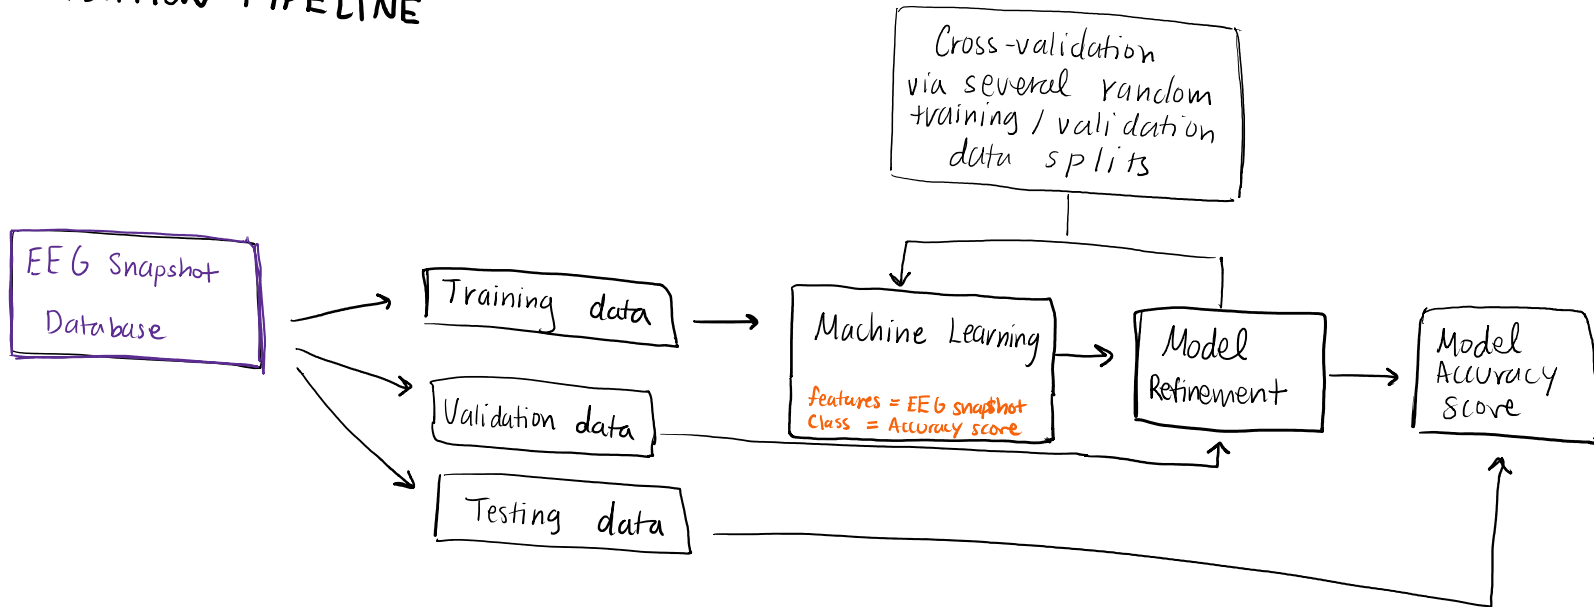 PIPELINE
Cross-validation
via several random
training / validation
data splits
EEG Snapshot
Database
Training data
Machine Learning
features = EEG snapshot
Class = Accuracy score
Model
Refinement
Model
Accuracy
score
Validation data
Testing data